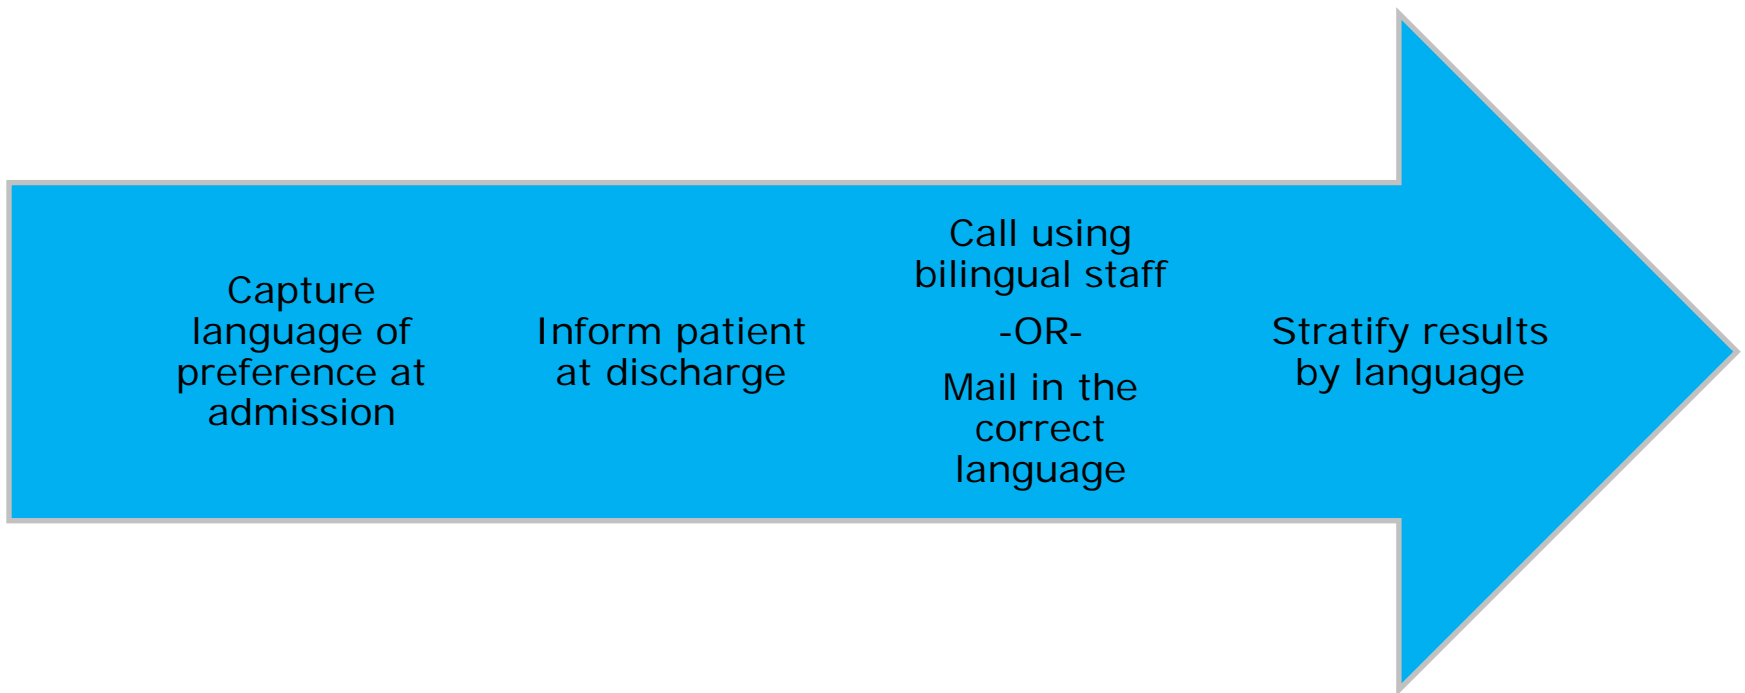 Capture
language of
preference at
admission
Inform patient
at discharge
Call using
bilingual staff
-OR-
Mail in the
correct
language
Stratify results
by language